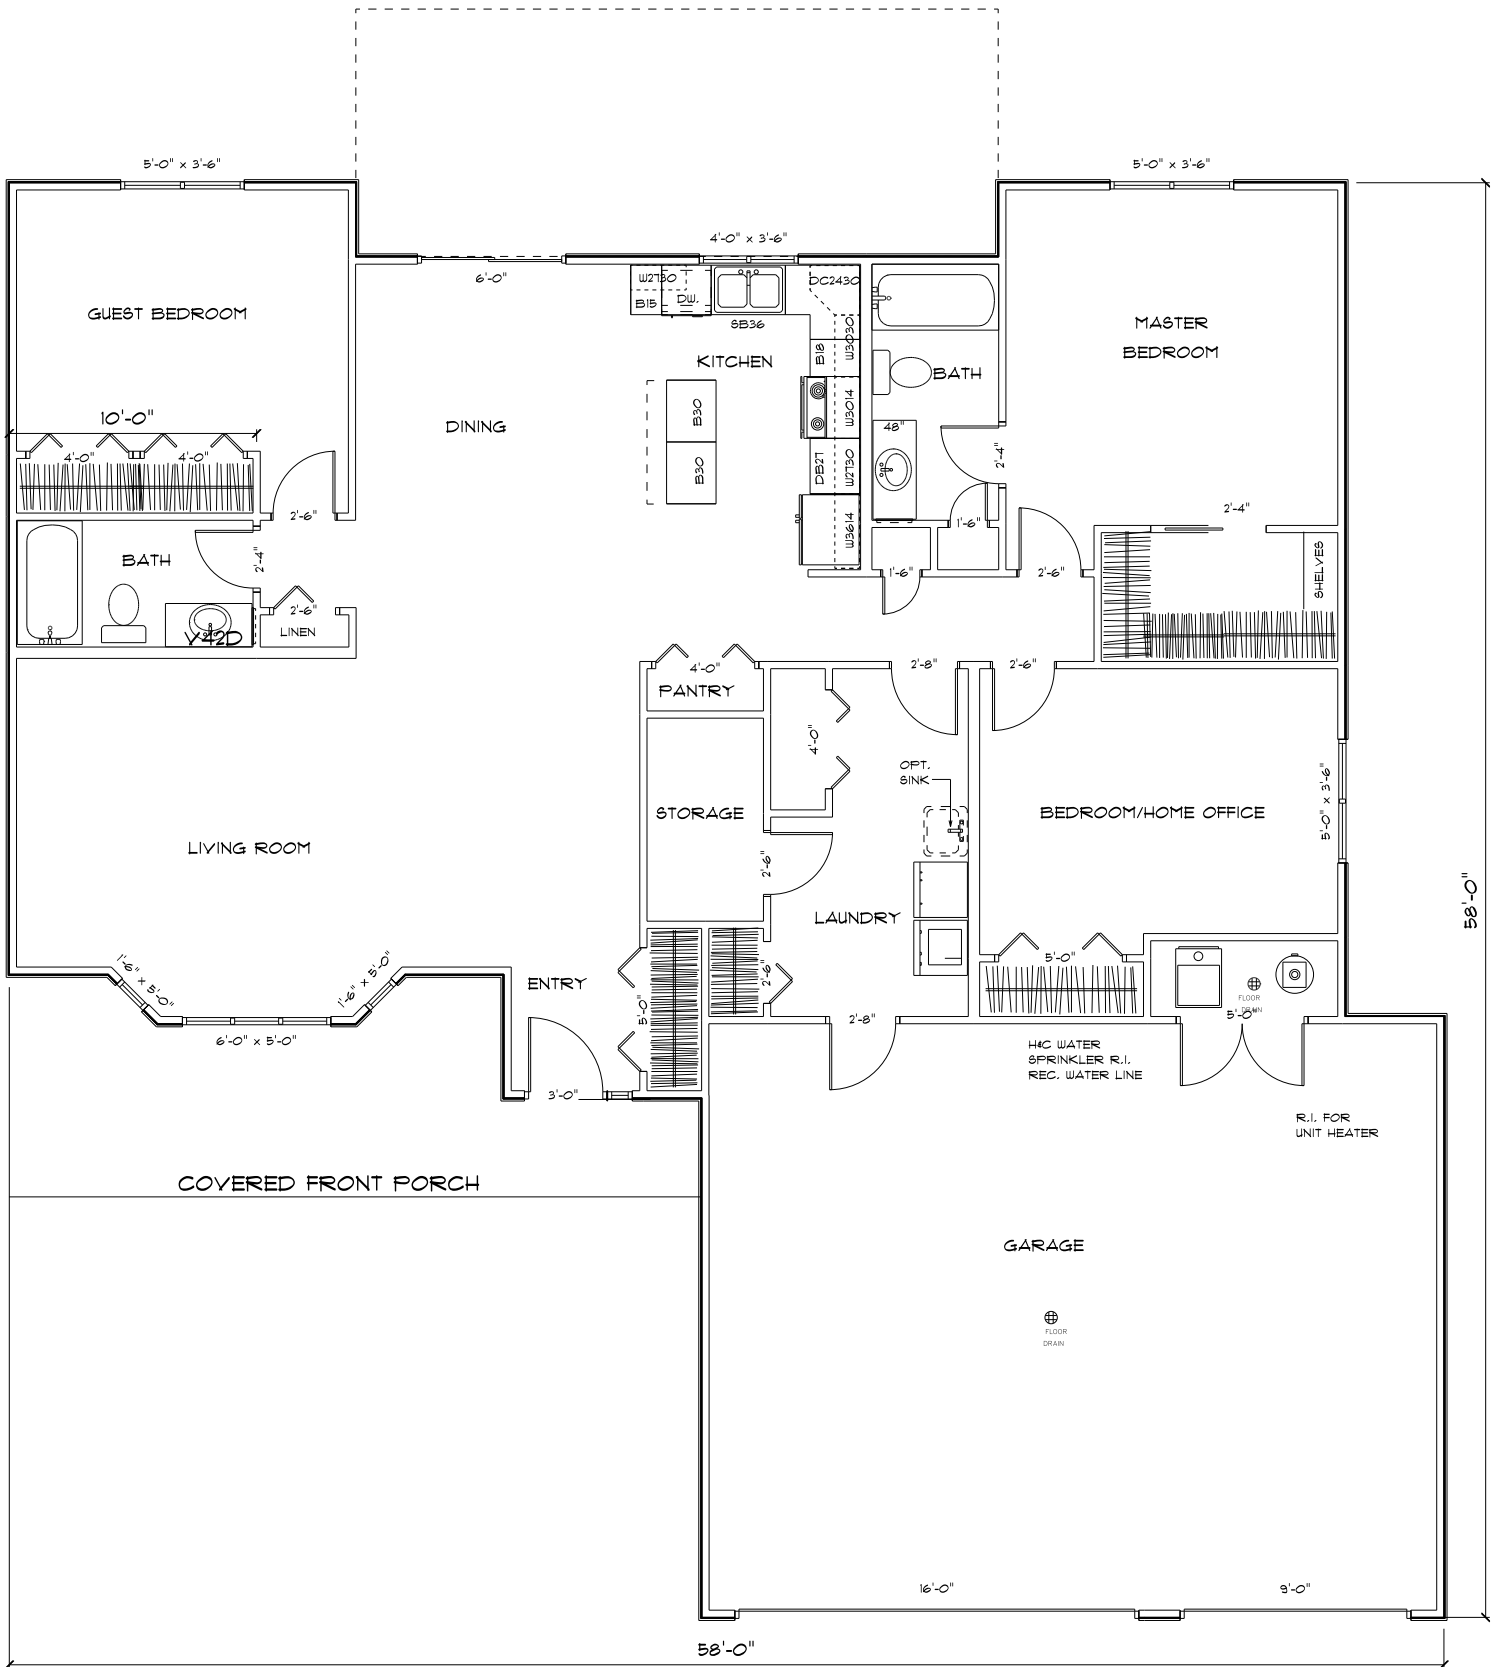 5'-0" x 3'-6"
5'-0" x 3'-6"
4'-0" x 3'-6"
6'-0"
W2730
DC2430
B15
DW.
SB36
GUEST BEDROOM
MASTER
BEDROOM
W3030
B18
KITCHEN
BATH
10'-0"
DINING
B30
W3014
48"
4'-0"
4'-0"
B30
DB27
W2730
2'-4"
2'-6"
1'-6"
2'-4"
W3614
BATH
2'-4"
1'-6"
2'-6"
SHELVES
2'-6"
LINEN
V42D
4'-0"
2'-8"
2'-6"
PANTRY
4'-0"
OPT.
SINK
5'-0" x 3'-6"
STORAGE
BEDROOM/HOME OFFICE
LIVING ROOM
2'-6"
58'-0"
LAUNDRY
5'-0"
1'-6" x 5'-0"
1'-6" x 5'-0"
ENTRY
2'-6"
5'-0"
FLOOR
DRAIN
5'-0"
2'-8"
6'-0" x 5'-0"
H&C WATER
SPRINKLER R.I.
REC. WATER LINE
3'-0"
R.I. FOR
UNIT HEATER
COVERED FRONT PORCH
GARAGE
FLOOR
DRAIN
16'-0"
9'-0"
58'-0"